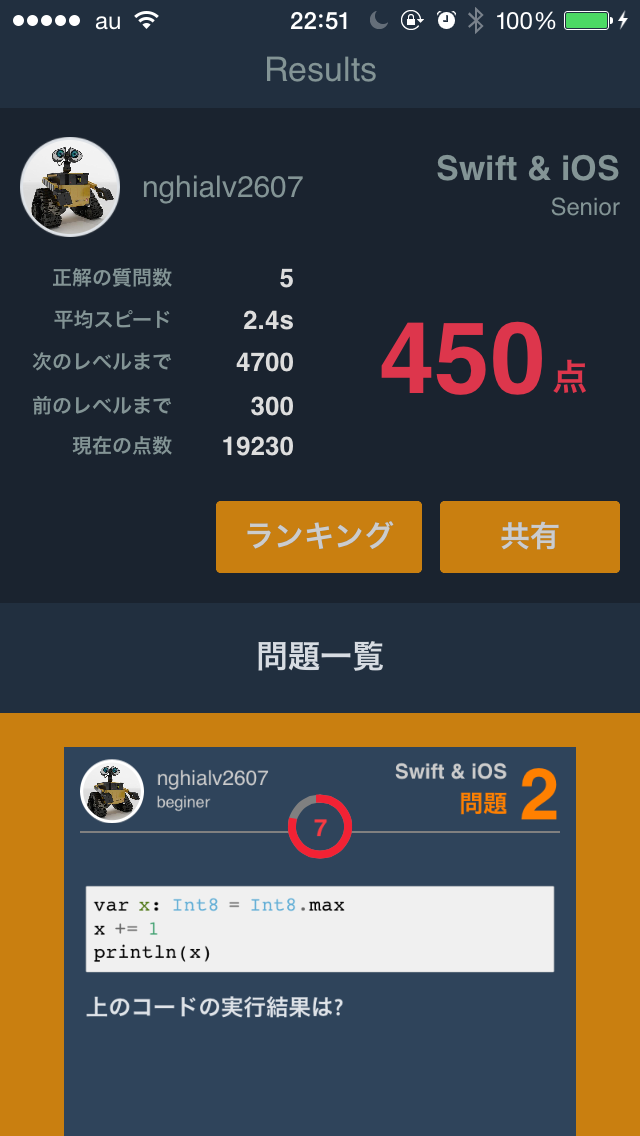 au 22:51 100%
Results
nghialv2607
Swift & iOS
Senior
正解の質問数 5
平均スピード 2.4s
次のレベルまで 4700
前のレベルまで 300
現在の点数 19230
450点
ランキング 共有
問題一覧
nghialv2607
beginer
Swift & iOS
問題 2
7
var x: Int8 = Int8.max
x += 1
println(x)
上のコードの実行結果は?